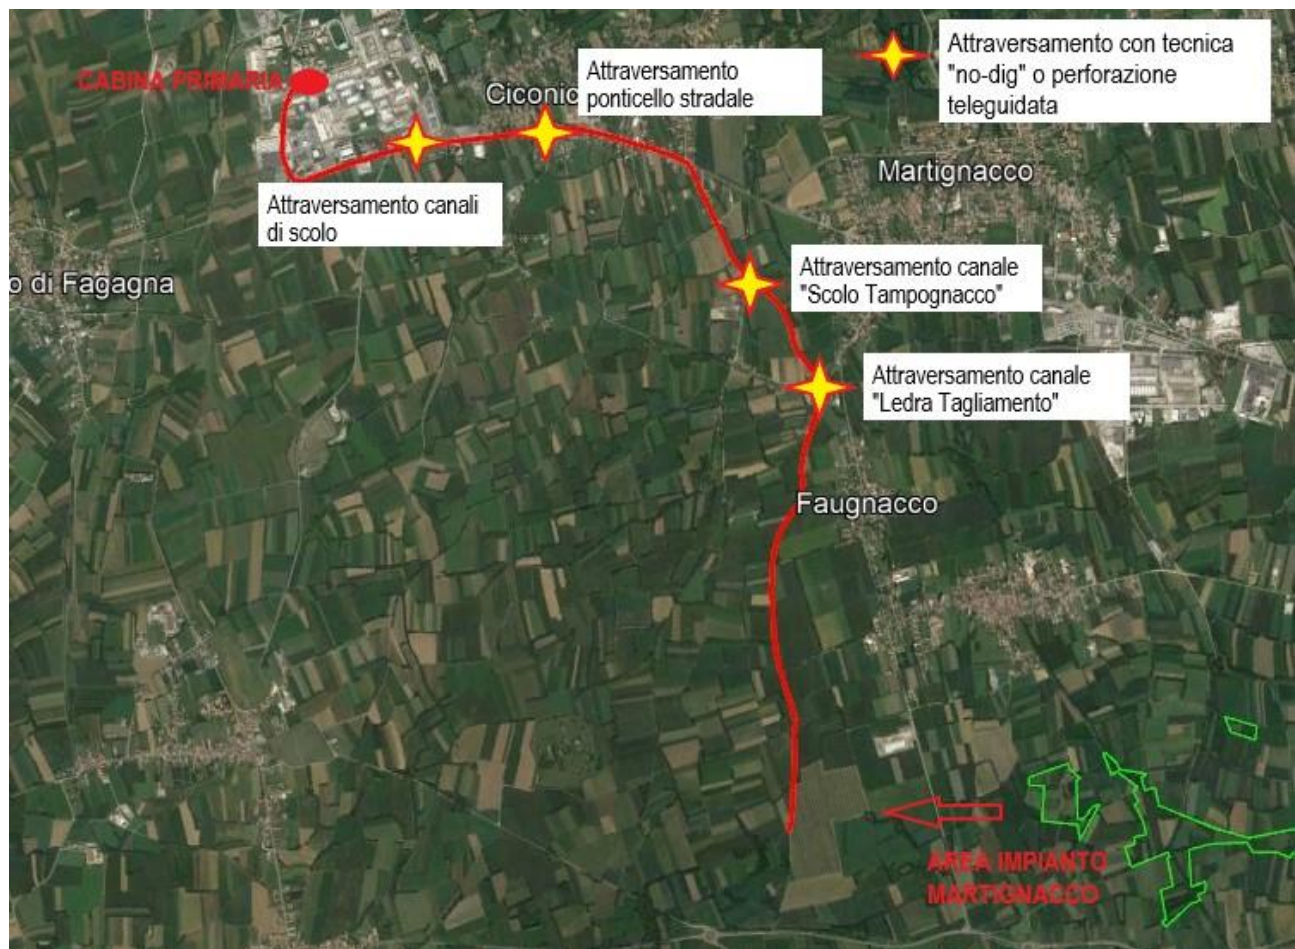 CABINA PRIMARIA
Ciconic
Attraversamento
ponticello stradale
Attraversamento con tecnica
"no-dig" o perforazione
teleguidata
Martignacco
Attraversamento canali
di scolo
o di Fagagna
Attraversamento canale
"Scolo Tampognacco"
Attraversamento canale
"Ledra Tagliamento"
Faugnacco
AREA IMPIANTO
MARTIGNACCO